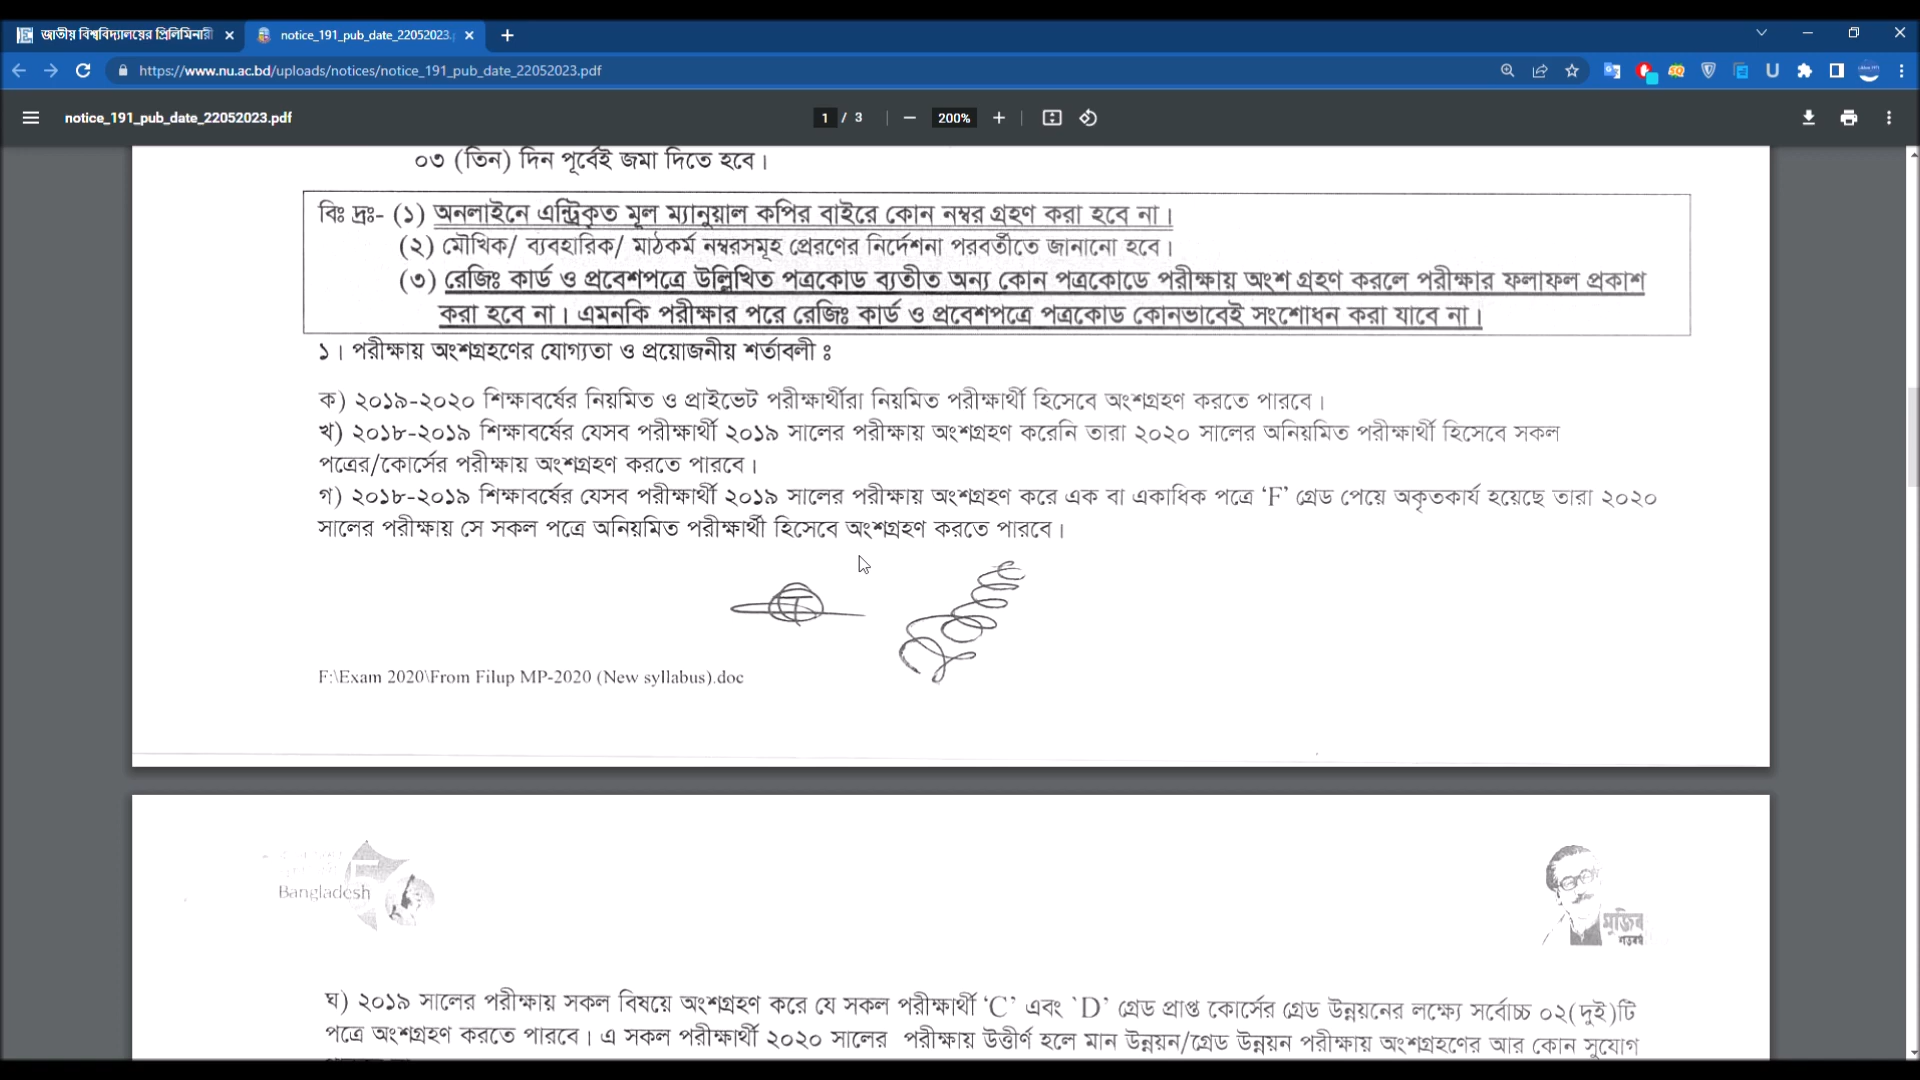 জাতীয় বিশ্ববিদ্যালয়ের প্রিলিমিনারী
notice_191_pub_date_22052023.p
https://www.nu.ac.bd/uploads/notices/notice_191_pub_date_22052023.pdf
notice_191_pub_date_22052023.pdf
1 / 3
200%
০৩ (তিন) দিন পূর্বেই জমা দিতে হবে।
বিঃ দ্রঃ- (১) অনলাইনে এন্ট্রিকৃত মূল ম্যানুয়াল কপির বাইরে কোন নম্বর গ্রহণ করা হবে না।
(২) মৌখিক/ ব্যবহারিক/ মাঠকর্ম নম্বরসমূহ প্রেরণের নির্দেশনা পরবর্তীতে জানানো হবে।
(৩) রেজিঃ কার্ড ও প্রবেশপত্রে উল্লিখিত পত্রকোড ব্যতীত অন্য কোন পত্রকোডে পরীক্ষায় অংশ গ্রহণ করলে পরীক্ষার ফলাফল প্রকাশ
করা হবে না। এমনকি পরীক্ষার পরে রেজিঃ কার্ড ও প্রবেশপত্রে পত্রকোড কোনভাবেই সংশোধন করা যাবে না।
১। পরীক্ষায় অংশগ্রহণের যোগ্যতা ও প্রয়োজনীয় শর্তাবলী ঃ
ক) ২০১৯-২০২০ শিক্ষাবর্ষের নিয়মিত ও প্রাইভেট পরীক্ষার্থীরা নিয়মিত পরীক্ষার্থী হিসেবে অংশগ্রহণ করতে পারবে।
খ) ২০১৮-২০১৯ শিক্ষাবর্ষের যেসব পরীক্ষার্থী ২০১৯ সালের পরীক্ষায় অংশগ্রহণ করেনি তারা ২০২০ সালের অনিয়মিত পরীক্ষার্থী হিসেবে সকল
পত্রের/কোর্সের পরীক্ষায় অংশগ্রহণ করতে পারবে।
গ) ২০১৮-২০১৯ শিক্ষাবর্ষের যেসব পরীক্ষার্থী ২০১৯ সালের পরীক্ষায় অংশগ্রহণ করে এক বা একাধিক পত্রে ‘F’ গ্রেড পেয়ে অকৃতকার্য হয়েছে তারা ২০২০
সালের পরীক্ষায় সে সকল পত্রে অনিয়মিত পরীক্ষার্থী হিসেবে অংশগ্রহণ করতে পারবে।
F:\Exam 2020\From Filup MP-2020 (New syllabus).doc
Bangladesh
মুজিব
শতবর্ষ
ঘ) ২০১৯ সালের পরীক্ষায় সকল বিষয়ে অংশগ্রহণ করে যে সকল পরীক্ষার্থী ‘C’ এবং `D’ গ্রেড প্রাপ্ত কোর্সের গ্রেড উন্নয়নের লক্ষ্যে সর্বোচ্চ ০২(দুই)টি
পত্রে অংশগ্রহণ করতে পারবে। এ সকল পরীক্ষার্থী ২০২০ সালের পরীক্ষায় উত্তীর্ণ হলে মান উন্নয়ন/গ্রেড উন্নয়ন পরীক্ষায় অংশগ্রহণের আর কোন সুযোগ